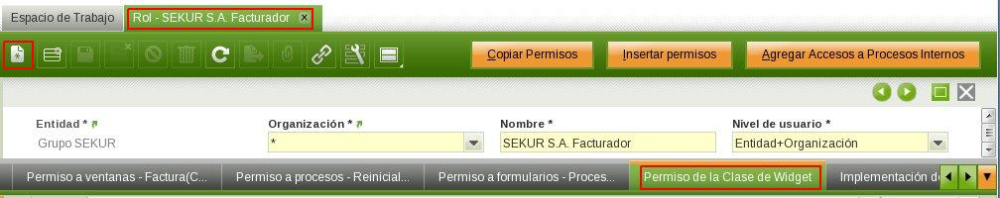 Espacio de Trabajo
Rol - SEKUR S.A. Facturador
Copiar Permisos
Insertar permisos
Agregar Accesos a Procesos Internos
Entidad *
Organización *
Nombre *
Nivel de usuario *
Grupo SEKUR
*
SEKUR S.A. Facturador
Entidad+Organización
Permiso a ventanas - Factura(C...
Permiso a procesos - Reinicial...
Permiso a formularios - Proces...
Permiso de la Clase de Widget
Implementación de